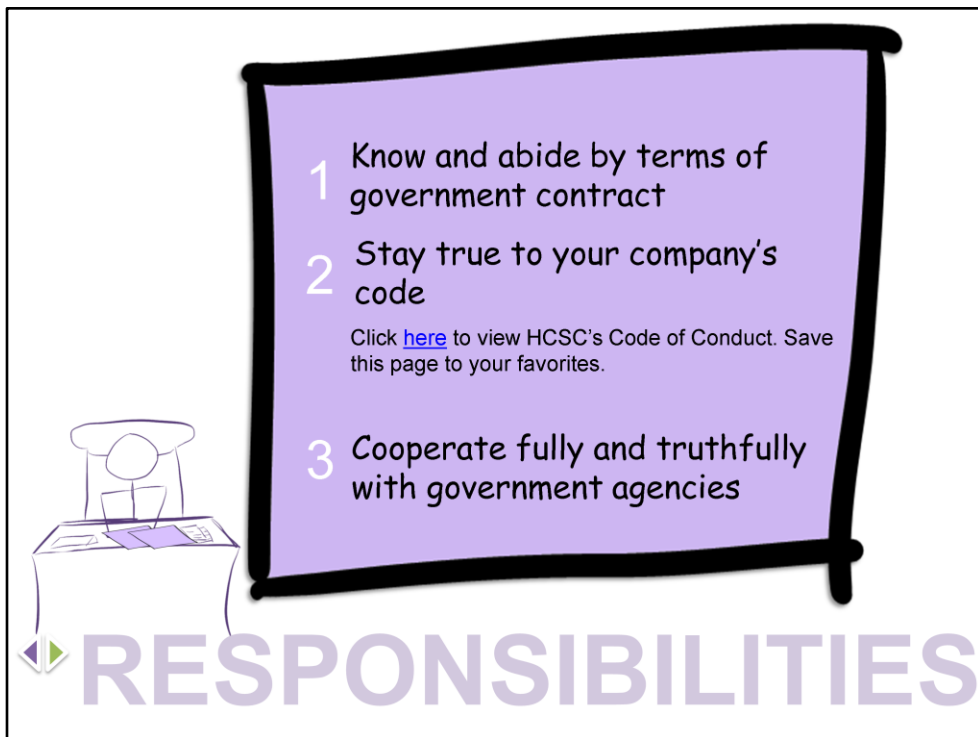 1 Know and abide by terms of
government contract
2 Stay true to your company's
code
Click here to view HCSC's Code of Conduct. Save
this page to your favorites.
3 Cooperate fully and truthfully
with government agencies
RESPONSIBILITIES